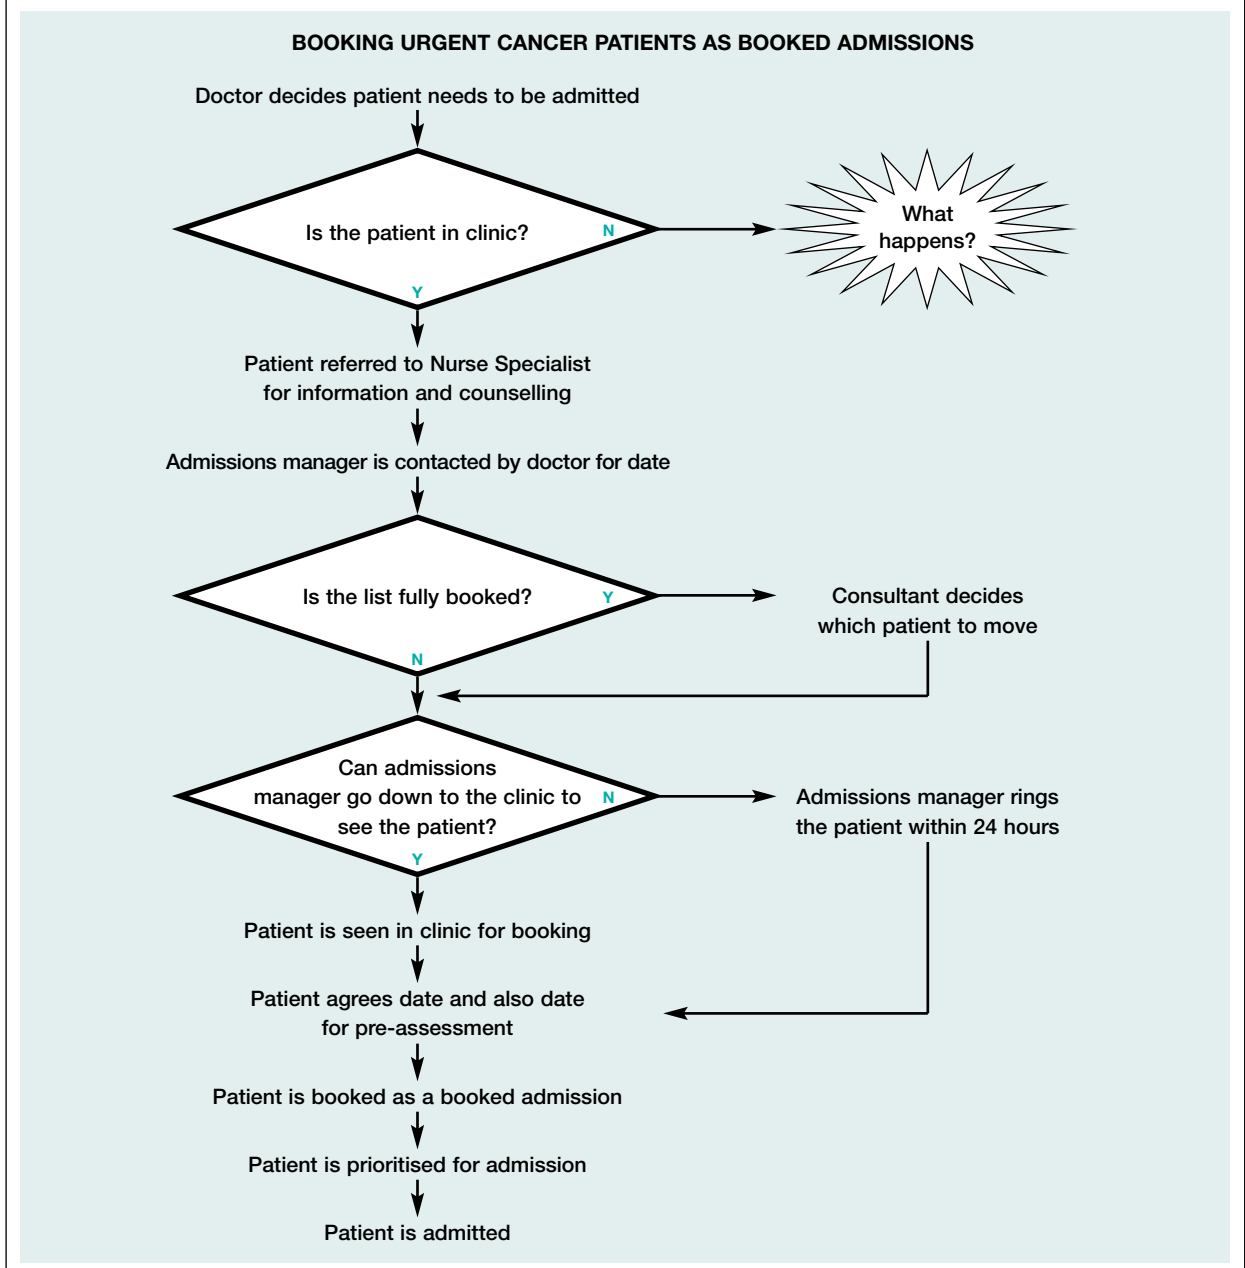 BOOKING URGENT CANCER PATIENTS AS BOOKED ADMISSIONS
Doctor decides patient needs to be admitted
Is the patient in clinic?
N
Y
What
happens?
Patient referred to Nurse Specialist
for information and counselling
Admissions manager is contacted by doctor for date
Is the list fully booked?
Y
N
Consultant decides
which patient to move
Can admissions
manager go down to the clinic to
see the patient?
N
Y
Admissions manager rings
the patient within 24 hours
Patient is seen in clinic for booking
Patient agrees date and also date
for pre-assessment
Patient is booked as a booked admission
Patient is prioritised for admission
Patient is admitted